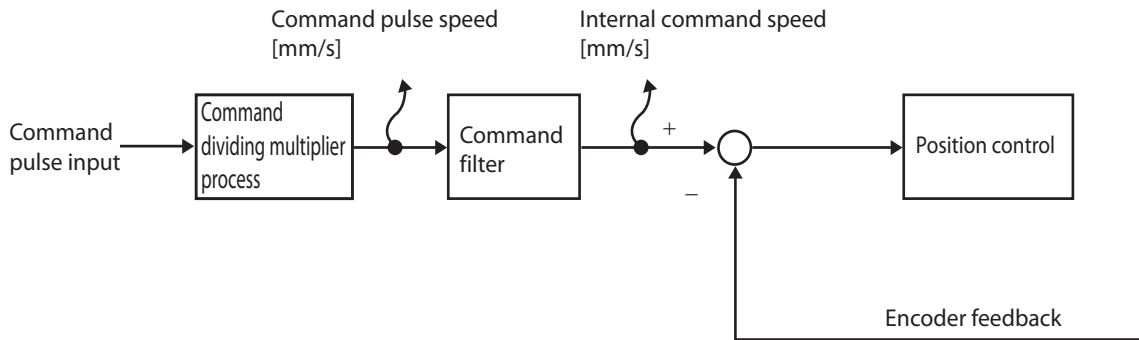 Command pulse speed
[mm/s]
Internal command speed
[mm/s]
Command
pulse input
Command
dividing multiplier
process
Command
filter
+
−
Position control
Encoder feedback